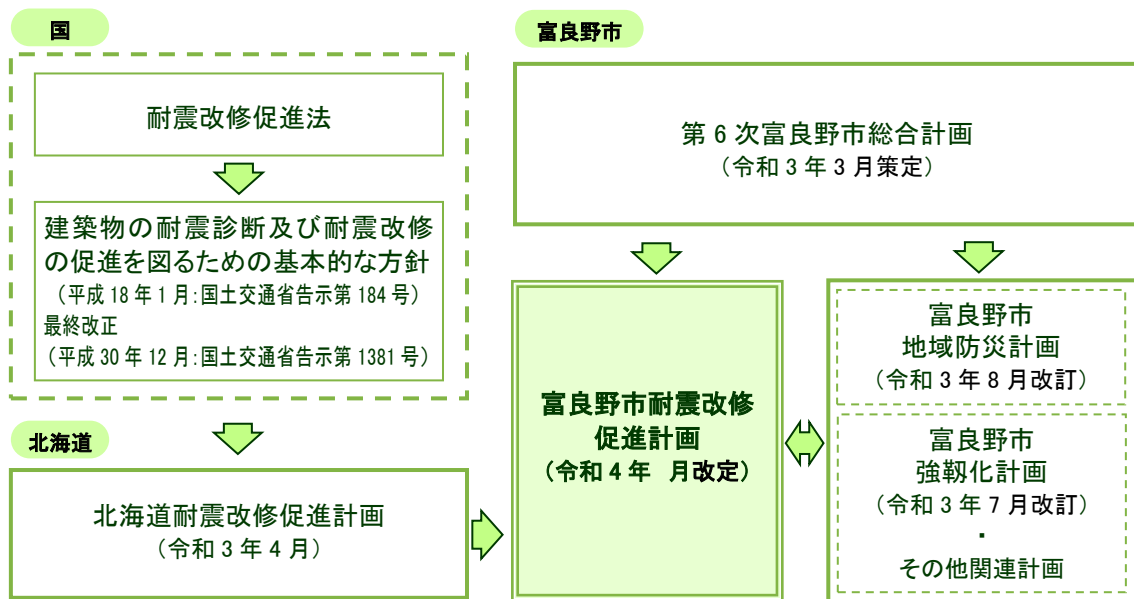 国
耐震改修促進法
建築物の耐震診断及び耐震改修
の促進を図るための基本的な方針
（平成 18 年 1 月：国土交通省告示第 184 号）
最終改正
（平成 30 年 12 月：国土交通省告示第 1381 号）
北海道
北海道耐震改修促進計画
（令和 3 年 4 月）
富良野市
第 6 次富良野市総合計画
（令和 3 年 3 月策定）
富良野市耐震改修
促進計画
（令和 4 年　月改定）
富良野市
地域防災計画
（令和 3 年 8 月改訂）
富良野市
強靱化計画
（令和 3 年 7 月改訂）
・
その他関連計画